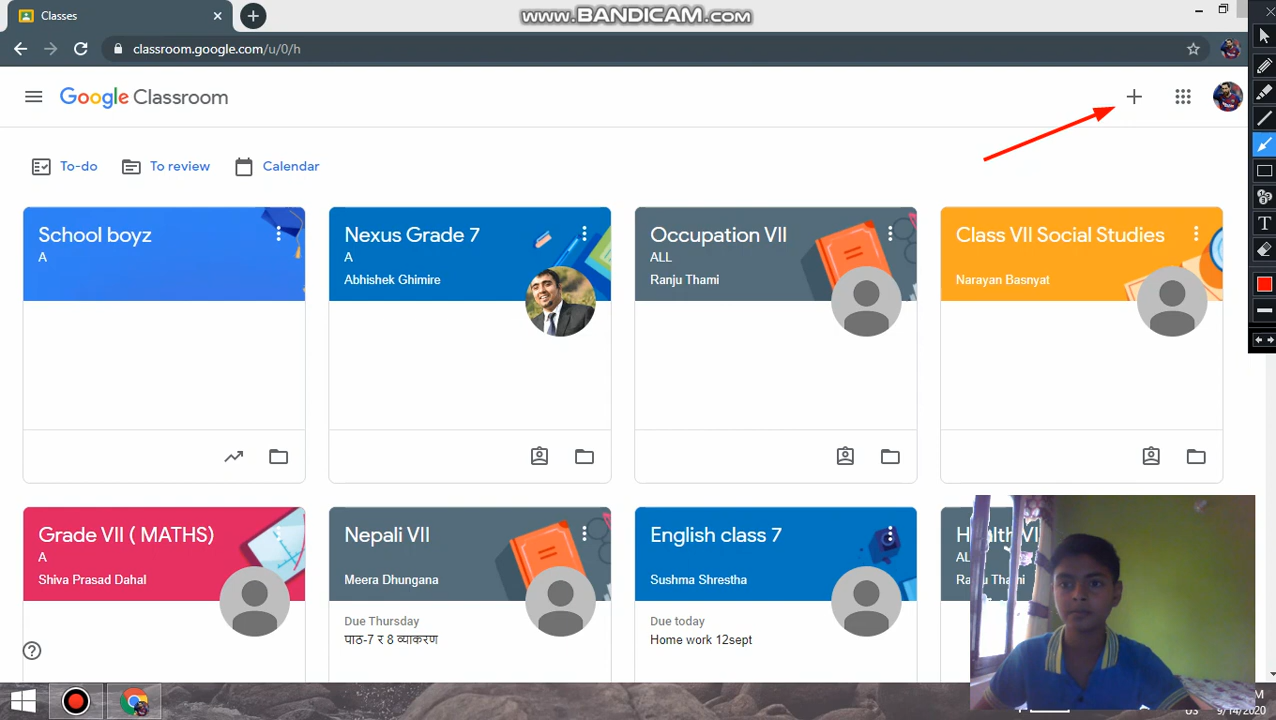 Classes
www.BANDICAM.com
classroom.google.com/u/0/h
Google Classroom
To-do
To review
Calendar
School boyz
A
Nexus Grade 7
A
Abhishek Ghimire
Occupation VII
ALL
Ranju Thami
Class VII Social Studies
Narayan Basnyat
Grade VII ( MATHS)
A
Shiva Prasad Dahal
Nepali VII
Meera Dhungana
Due Thursday
पाठ-7 र 8 व्याकरण
English class 7
Sushma Shrestha
Due today
Home work 12sept
T
9/14/2020